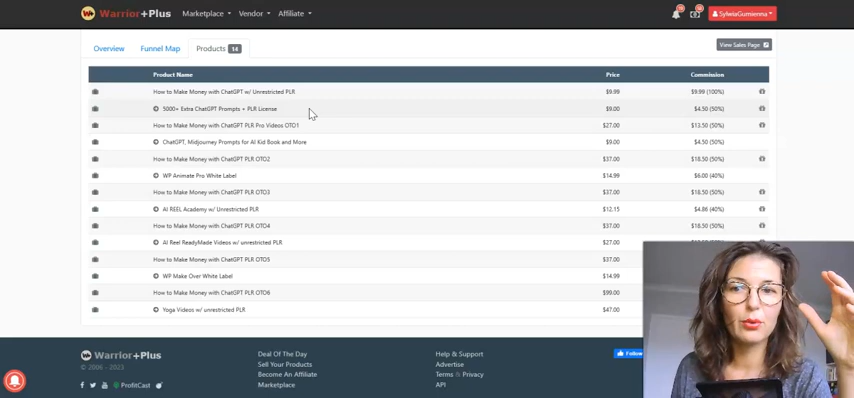 Warrior+Plus
Marketplace
Vendor
Affiliate
SylwiaGumienna
Overview
Funnel Map
Products 14
View Sales Page
Product Name Price Commission
How to Make Money with ChatGPT w/ Unrestricted PLR $9.99 $9.99 (100%)
5000+ Extra ChatGPT Prompts + PLR License $9.00 $4.50 (50%)
How to Make Money with ChatGPT PLR Pro Videos OTO1 $27.00 $13.50 (50%)
ChatGPT, Midjourney Prompts for AI Kid Book and More $9.00 $4.50 (50%)
How to Make Money with ChatGPT PLR OTO2 $37.00 $18.50 (50%)
WP Animate Pro White Label $14.99 $6.00 (40%)
How to Make Money with ChatGPT PLR OTO3 $37.00 $18.50 (50%)
AI REEL Academy w/ Unrestricted PLR $12.15 $4.86 (40%)
How to Make Money with ChatGPT PLR OTO4 $37.00 $18.50 (50%)
AI Reel ReadyMade Videos w/ unrestricted PLR $27.00
How to Make Money with ChatGPT PLR OTO5 $37.00
WP Make Over White Label $14.99
How to Make Money with ChatGPT PLR OTO6 $99.00
Yoga Videos w/ unrestricted PLR $47.00
Warrior+Plus
© 2006 - 2023
ProfitCast
Deal Of The Day
Sell Your Products
Become An Affiliate
Marketplace
Help & Support
Advertise
Terms & Privacy
API
Follow